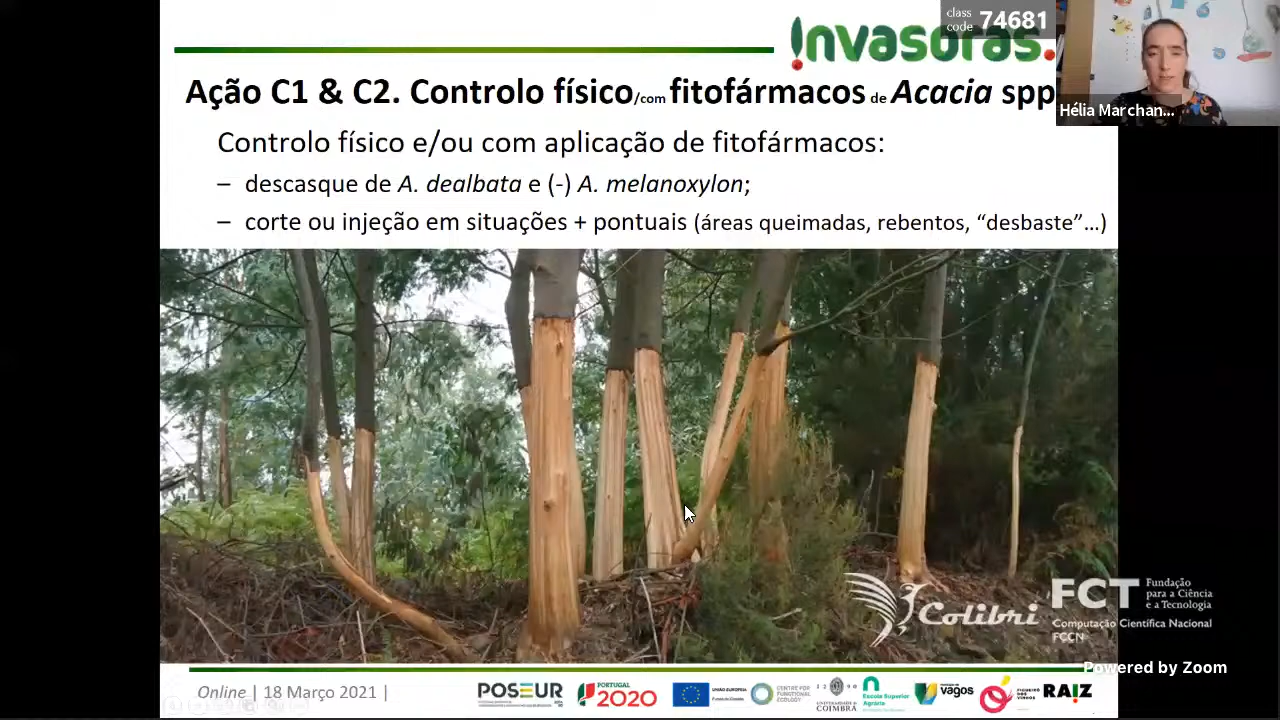 class
code 74681
Invasoras.
Ação C1 & C2. Controlo físico/com fitofármacos de Acacia spp
Hélia Marchan...
Controlo físico e/ou com aplicação de fitofármacos:
– descasque de A. dealbata e (-) A. melanoxylon;
– corte ou injeção em situações + pontuais (áreas queimadas, rebentos, “desbaste”…)
Colibri
FCT Fundação
para a Ciência
e a Tecnologia
Computação Científica Nacional
FCCN
Powered by Zoom
Online | 18 Março 2021 |
POSEUR
PORTUGAL
2020
UNIÃO EUROPEIA
CENTRE FOR
FUNCTIONAL
ECOLOGY
UNIVERSIDADE D
COIMBRA
Escola Superior
Agrária
vagos
FIGUEIRÓ
DOS
VINHOS
RAIZ